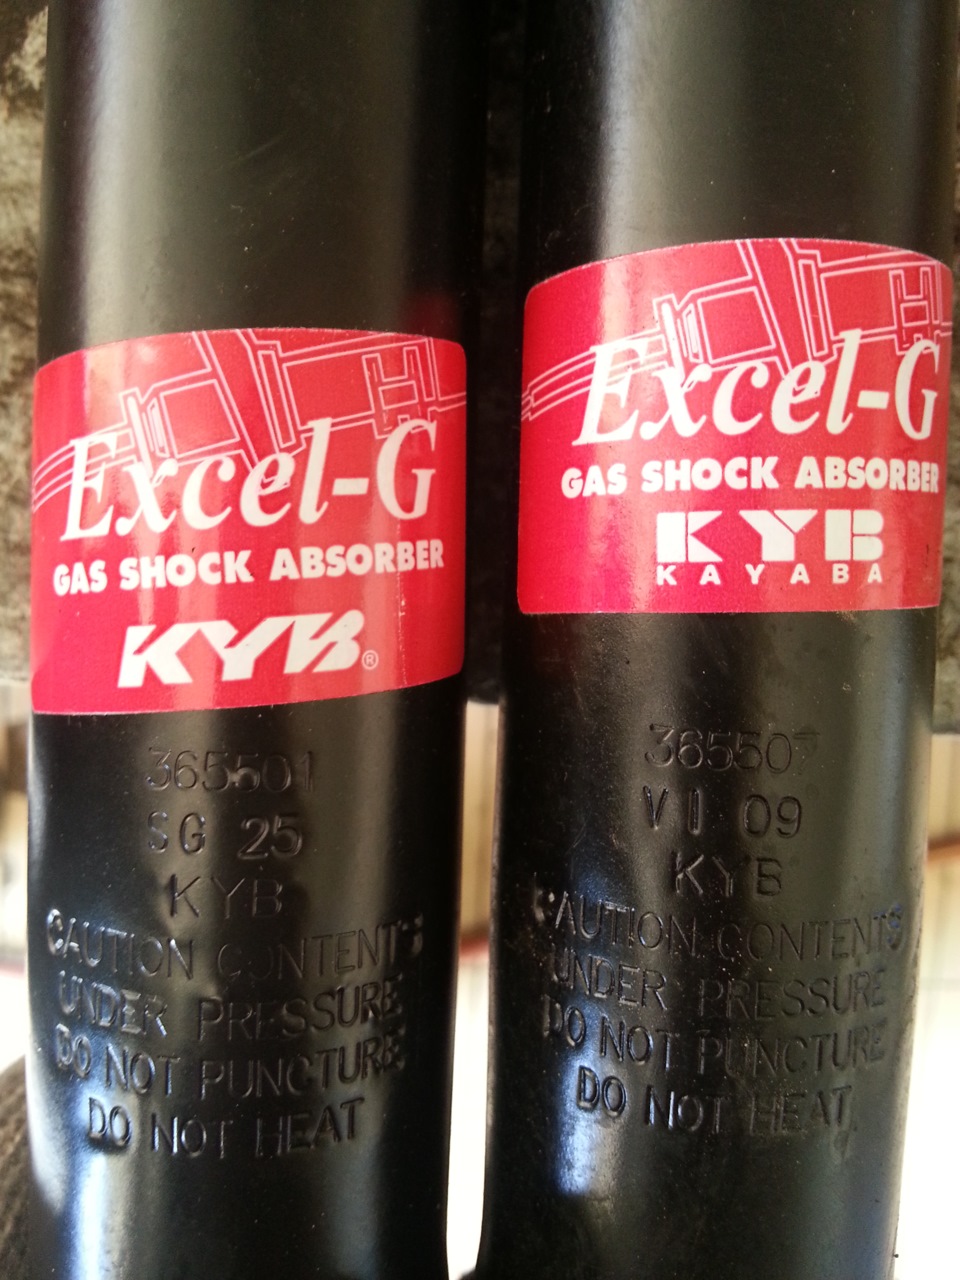 Excel-G
GAS SHOCK ABSORBER
KYB®
365501
SG 25
KYB
CAUTION CONTENTS
UNDER PRESSURE
DO NOT PUNCTURE
DO NOT HEAT
Excel-G
GAS SHOCK ABSORBER
KYB
KAYABA
365507
VI 09
KYB
CAUTION CONTENTS
UNDER PRESSURE
DO NOT PUNCTURE
DO NOT HEAT